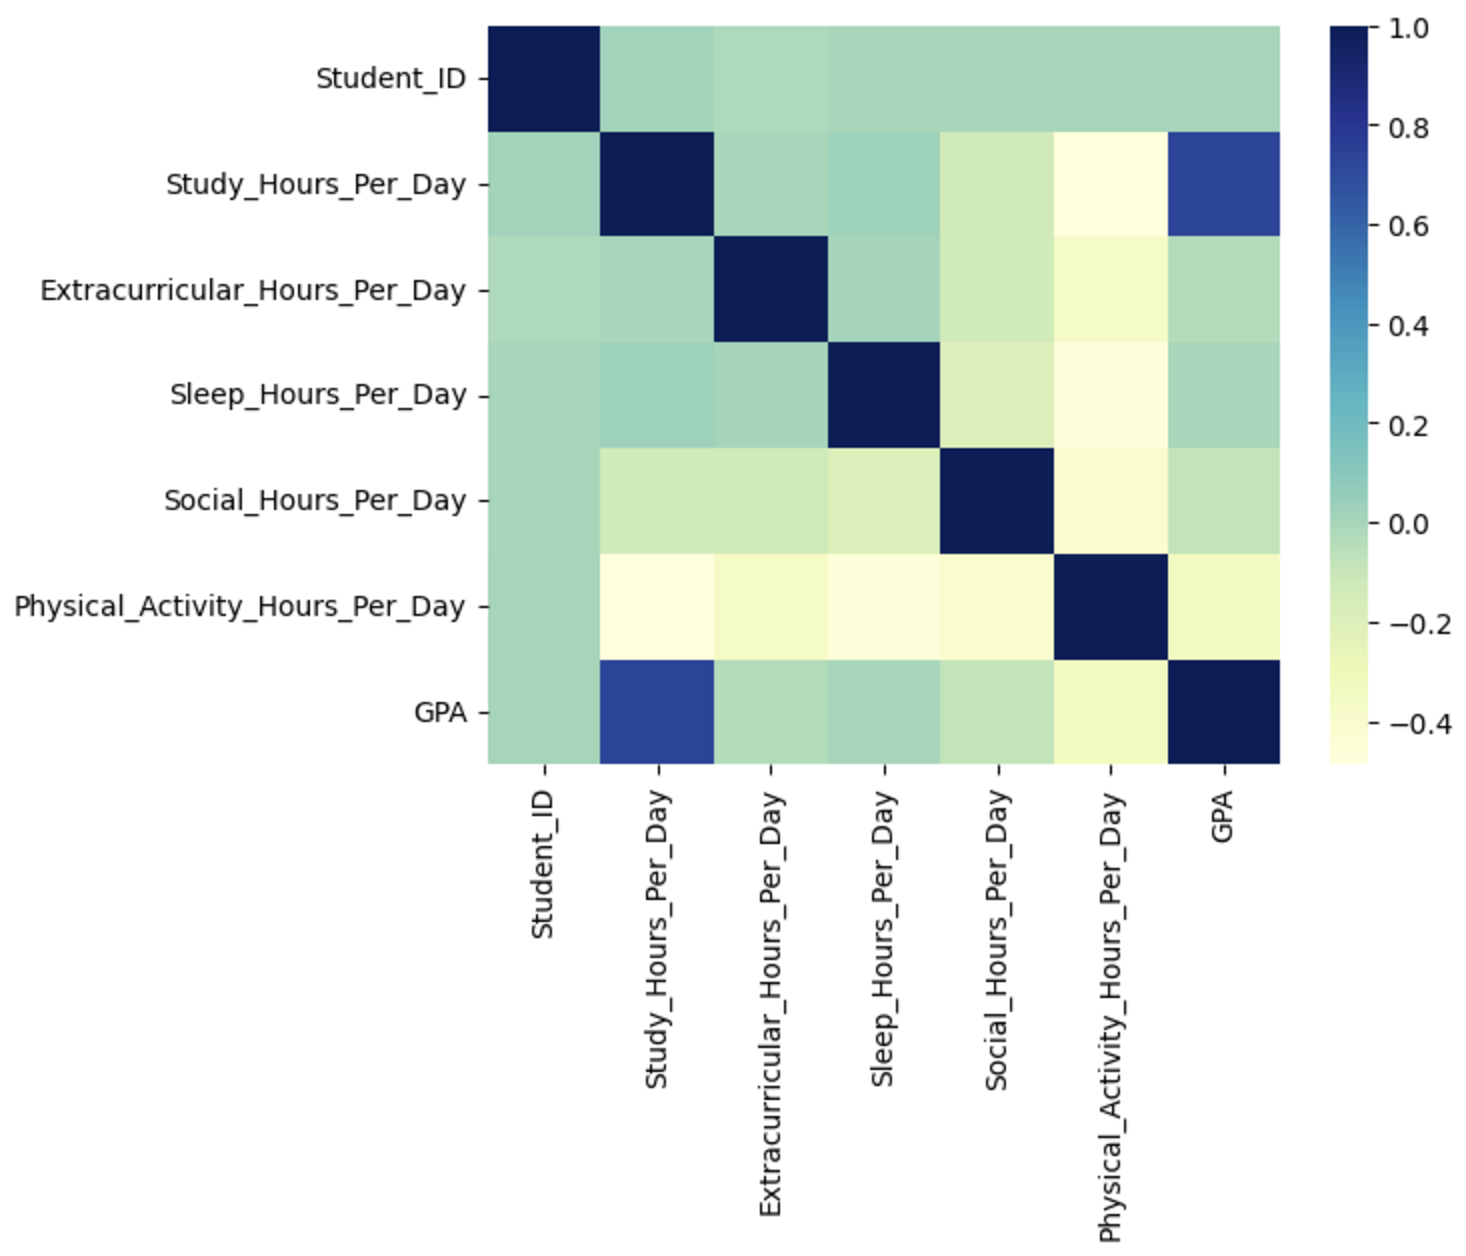 Student_ID
Study_Hours_Per_Day
Extracurricular_Hours_Per_Day
Sleep_Hours_Per_Day
Social_Hours_Per_Day
Physical_Activity_Hours_Per_Day
GPA
Student_ID
Study_Hours_Per_Day
Extracurricular_Hours_Per_Day
Sleep_Hours_Per_Day
Social_Hours_Per_Day
Physical_Activity_Hours_Per_Day
GPA
1.0
0.8
0.6
0.4
0.2
0.0
−0.2
−0.4